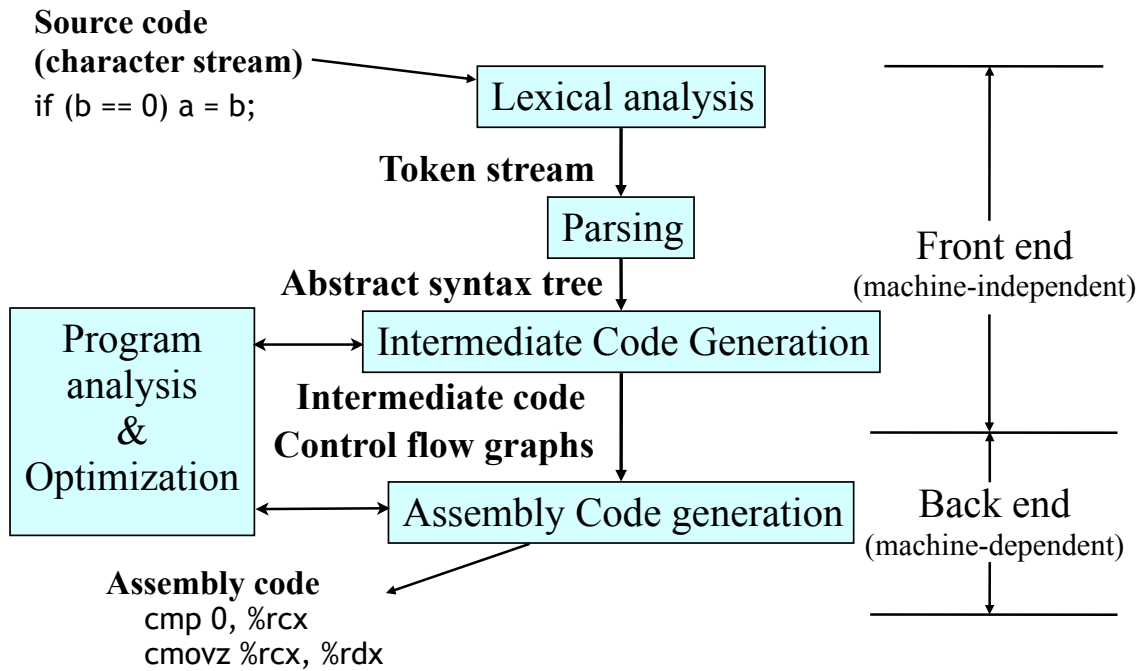 Source code
(character stream)
if (b == 0) a = b;
Lexical analysis
Token stream
Parsing
Abstract syntax tree
Intermediate Code Generation
Program
analysis
&
Optimization
Intermediate code
Control flow graphs
Assembly Code generation
Assembly code
cmp 0, %rcx
cmovz %rcx, %rdx
Front end
(machine-independent)
Back end
(machine-dependent)